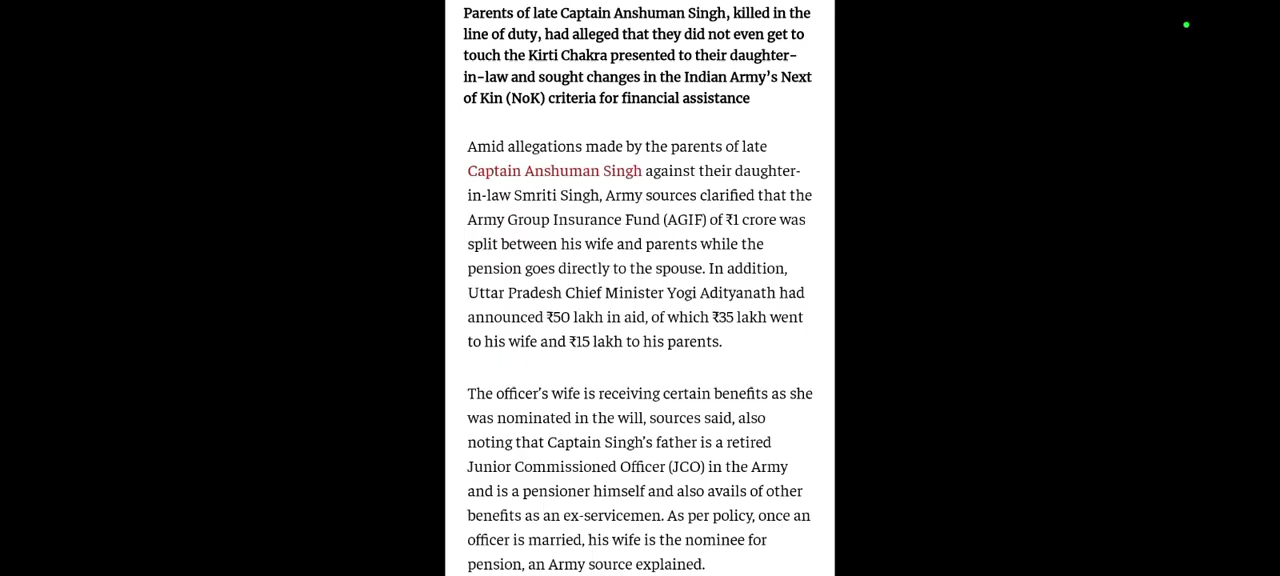 Parents of late Captain Anshuman Singh, killed in the
line of duty, had alleged that they did not even get to
touch the Kirti Chakra presented to their daughter-
in-law and sought changes in the Indian Army’s Next
of Kin (NoK) criteria for financial assistance
Amid allegations made by the parents of late
Captain Anshuman Singh against their daughter-
in-law Smriti Singh, Army sources clarified that the
Army Group Insurance Fund (AGIF) of ₹1 crore was
split between his wife and parents while the
pension goes directly to the spouse. In addition,
Uttar Pradesh Chief Minister Yogi Adityanath had
announced ₹50 lakh in aid, of which ₹35 lakh went
to his wife and ₹15 lakh to his parents.
The officer’s wife is receiving certain benefits as she
was nominated in the will, sources said, also
noting that Captain Singh’s father is a retired
Junior Commissioned Officer (JCO) in the Army
and is a pensioner himself and also avails of other
benefits as an ex-servicemen. As per policy, once an
officer is married, his wife is the nominee for
pension, an Army source explained.